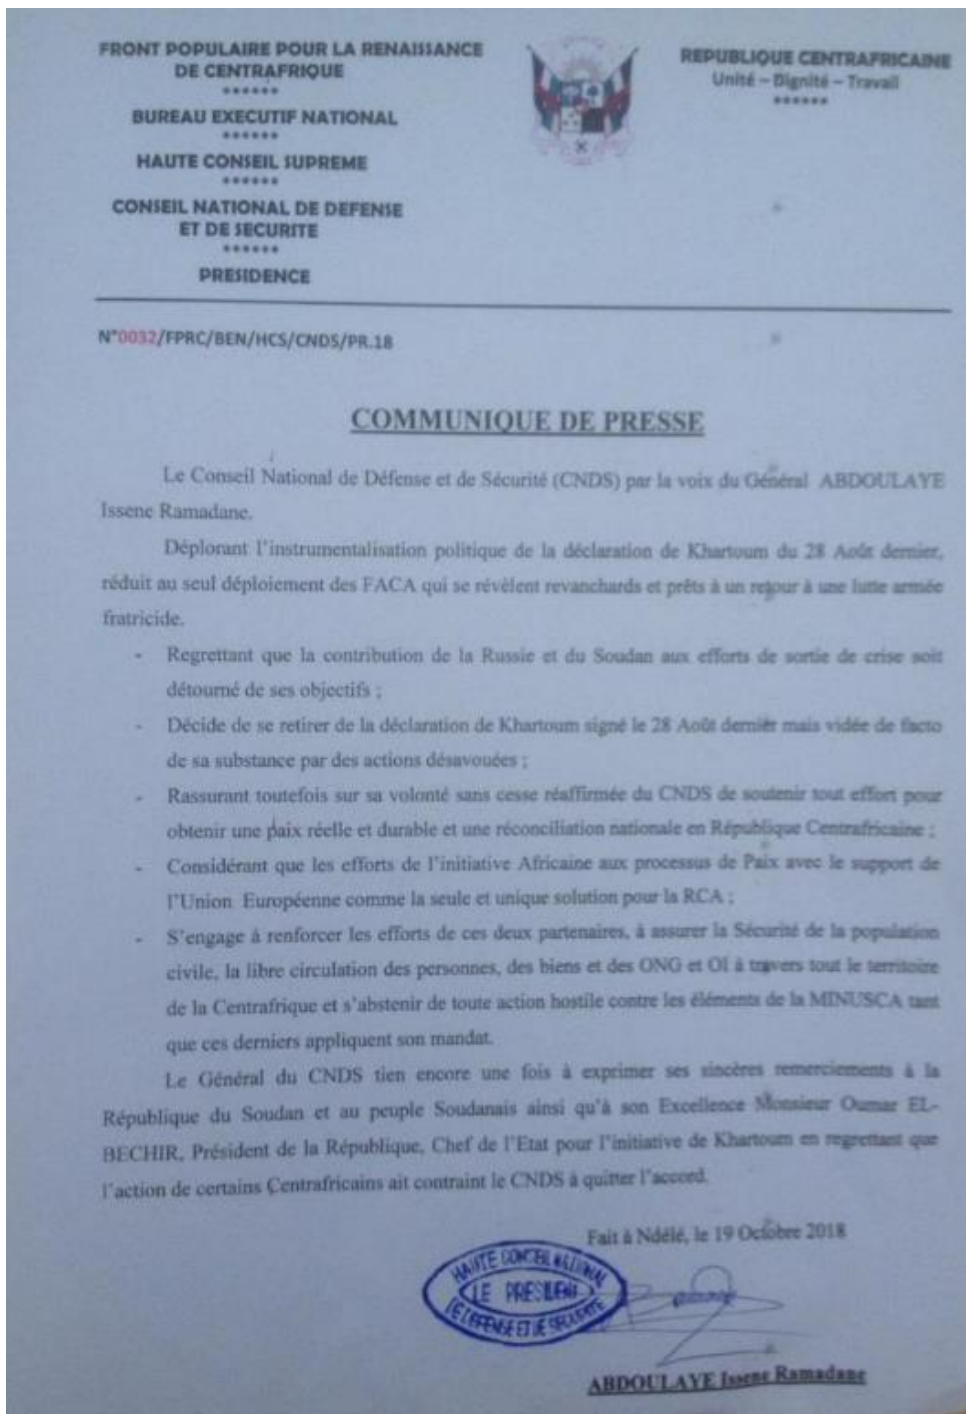 FRONT POPULAIRE POUR LA RENAISSANCE
DE CENTRAFRIQUE
******
BUREAU EXECUTIF NATIONAL
******
HAUTE CONSEIL SUPREME
******
CONSEIL NATIONAL DE DEFENSE
ET DE SECURITE
******
PRESIDENCE
REPUBLIQUE CENTRAFRICAINE
Unité – Dignité – Travail
******
N°0032/FPRC/BEN/HCS/CNDS/PR.18
COMMUNIQUE DE PRESSE
Le Conseil National de Défense et de Sécurité (CNDS) par la voix du Général ABDOULAYE
Issene Ramadane.
Déplorant l'instrumentalisation politique de la déclaration de Khartoum du 28 Août dernier,
réduit au seul déploiement des FACA qui se révèlent revanchards et prêts à un retour à une lutte armée
fratricide.
- Regrettant que la contribution de la Russie et du Soudan aux efforts de sortie de crise soit
détourné de ses objectifs ;
- Décide de se retirer de la déclaration de Khartoum signé le 28 Août dernier mais vidée de facto
de sa substance par des actions désavouées ;
- Rassurant toutefois sur sa volonté sans cesse réaffirmée du CNDS de soutenir tout effort pour
obtenir une paix réelle et durable et une réconciliation nationale en République Centrafricaine ;
- Considérant que les efforts de l'initiative Africaine aux processus de Paix avec le support de
l'Union Européenne comme la seule et unique solution pour la RCA ;
- S'engage à renforcer les efforts de ces deux partenaires, à assurer la Sécurité de la population
civile, la libre circulation des personnes, des biens et des ONG et OI à travers tout le territoire
de la Centrafrique et s'abstenir de toute action hostile contre les éléments de la MINUSCA tant
que ces derniers appliquent son mandat.
Le Général du CNDS tien encore une fois à exprimer ses sincères remerciements à la
République du Soudan et au peuple Soudanais ainsi qu'à son Excellence Monsieur Oumar EL-
BECHIR, Président de la République, Chef de l'Etat pour l'initiative de Khartoum en regrettant que
l'action de certains Centrafricains ait contraint le CNDS à quitter l'accord.
Fait à Ndélé, le 19 Octobre 2018
HAUTE CONSEIL NATIONAL
LE PRESIDENT
DE DEFENSE ET DE SECURITE
ABDOULAYE Issene Ramadane